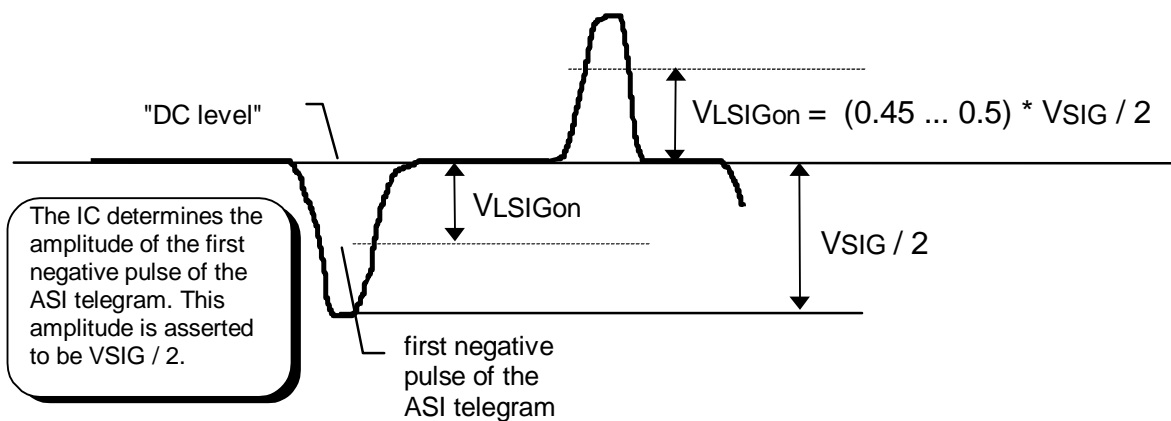 "DC level"
VLSIGon = (0.45 ... 0.5) * VSIG / 2
VLSIGon
VSIG / 2
The IC determines the
amplitude of the first
negative pulse of the
ASI telegram. This
amplitude is asserted
to be VSIG / 2.
first negative
pulse of the
ASI telegram